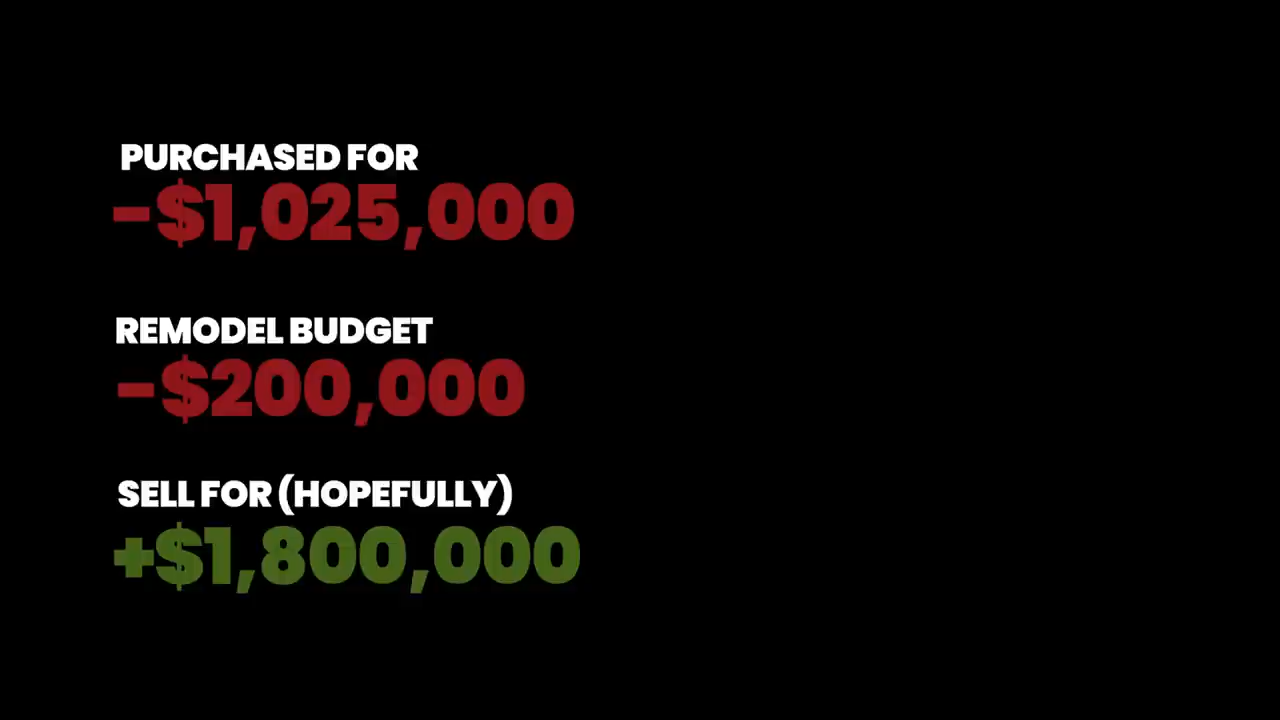 PURCHASED FOR
-$1,025,000
REMODEL BUDGET
-$200,000
SELL FOR (HOPEFULLY)
+$1,800,000